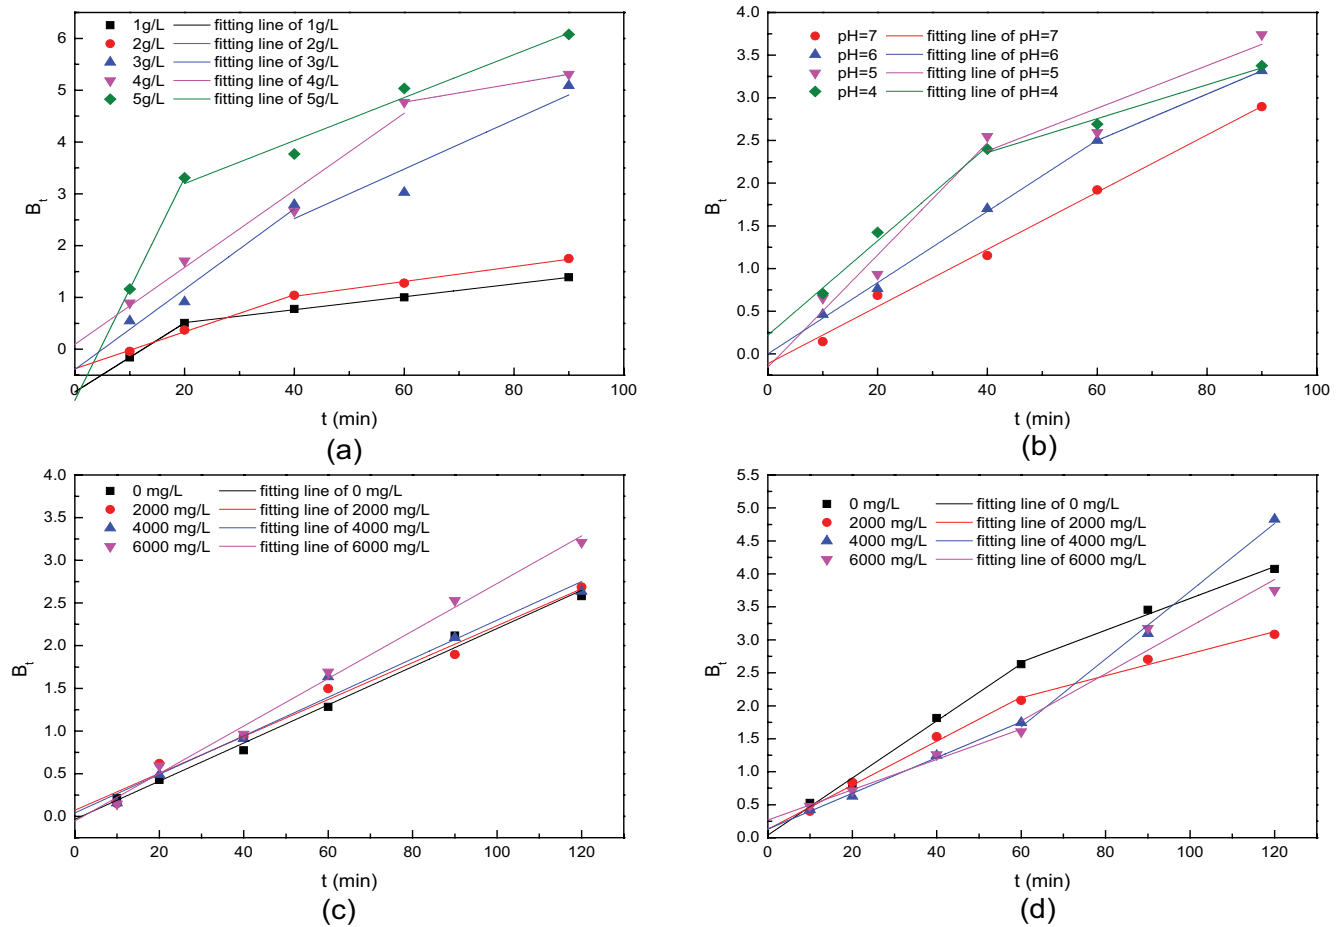 1g/L fitting line of 1g/L
2g/L fitting line of 2g/L
3g/L fitting line of 3g/L
4g/L fitting line of 4g/L
5g/L fitting line of 5g/L
6
5
4
3
2
1
0
B_t
0 20 40 60 80 100
t (min)
(a)
pH=7 fitting line of pH=7
pH=6 fitting line of pH=6
pH=5 fitting line of pH=5
pH=4 fitting line of pH=4
4.0
3.5
3.0
2.5
2.0
1.5
1.0
0.5
0.0
B_t
0 20 40 60 80 100
t (min)
(b)
0 mg/L fitting line of 0 mg/L
2000 mg/L fitting line of 2000 mg/L
4000 mg/L fitting line of 4000 mg/L
6000 mg/L fitting line of 6000 mg/L
4.0
3.5
3.0
2.5
2.0
1.5
1.0
0.5
0.0
B_t
0 20 40 60 80 100 120
t (min)
(c)
0 mg/L fitting line of 0 mg/L
2000 mg/L fitting line of 2000 mg/L
4000 mg/L fitting line of 4000 mg/L
6000 mg/L fitting line of 6000 mg/L
5.5
5.0
4.5
4.0
3.5
3.0
2.5
2.0
1.5
1.0
0.5
0.0
B_t
0 20 40 60 80 100 120
t (min)
(d)